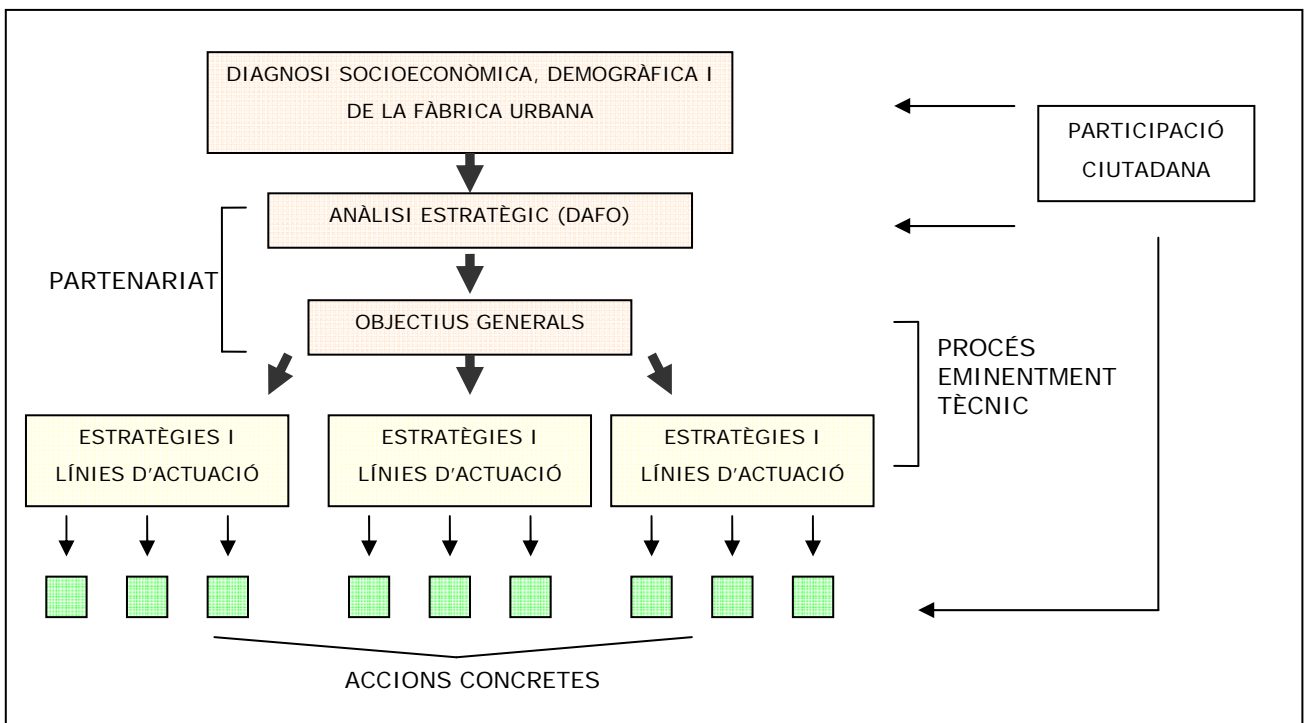 DIAGNOSI SOCIOECONÒMICA, DEMOGRÀFICA I
DE LA FÀBRICA URBANA
PARTICIPACIÓ
CIUTADANA
ANÀLISI ESTRATÈGIC (DAFO)
PARTENARIAT
OBJECTIUS GENERALS
PROCÉS
EMINENTMENT
TÈCNIC
ESTRATÈGIES I
LÍNIES D'ACTUACIÓ
ESTRATÈGIES I
LÍNIES D'ACTUACIÓ
ESTRATÈGIES I
LÍNIES D'ACTUACIÓ
ACCIONS CONCRETES